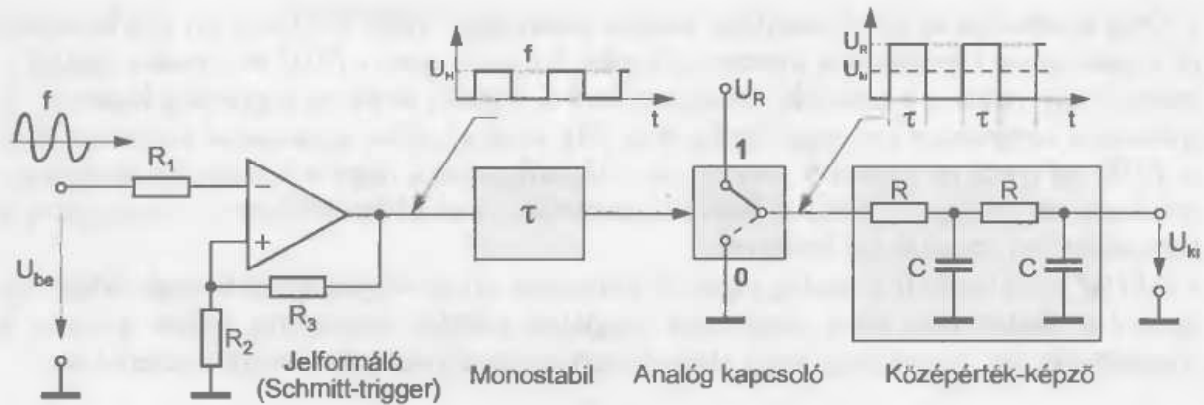 f
U_H
t
f
R₁
U_be
R₂
R₃
−
+
Jelformáló
(Schmitt-trigger)
τ
Monostabil
U_R
1
0
Analóg kapcsoló
U_R
U_ki
τ
τ
t
R
R
C
C
U_ki
Középérték-képző